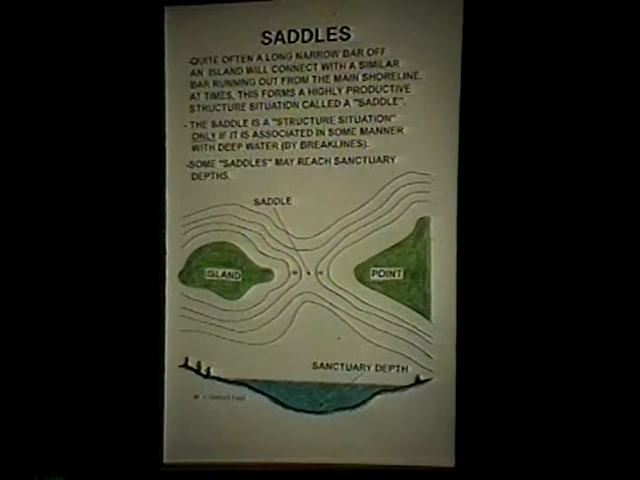 SADDLES
-QUITE OFTEN A LONG NARROW BAR OFF
AN ISLAND WILL CONNECT WITH A SIMILAR
BAR RUNNING OUT FROM THE MAIN SHORELINE.
AT TIMES, THIS FORMS A HIGHLY PRODUCTIVE
STRUCTURE SITUATION CALLED A "SADDLE".
- THE SADDLE IS A "STRUCTURE SITUATION"
ONLY IF IT IS ASSOCIATED IN SOME MANNER
WITH DEEP WATER (BY BREAKLINES).
-SOME "SADDLES" MAY REACH SANCTUARY
DEPTHS.
SADDLE
ISLAND
POINT
SANCTUARY DEPTH